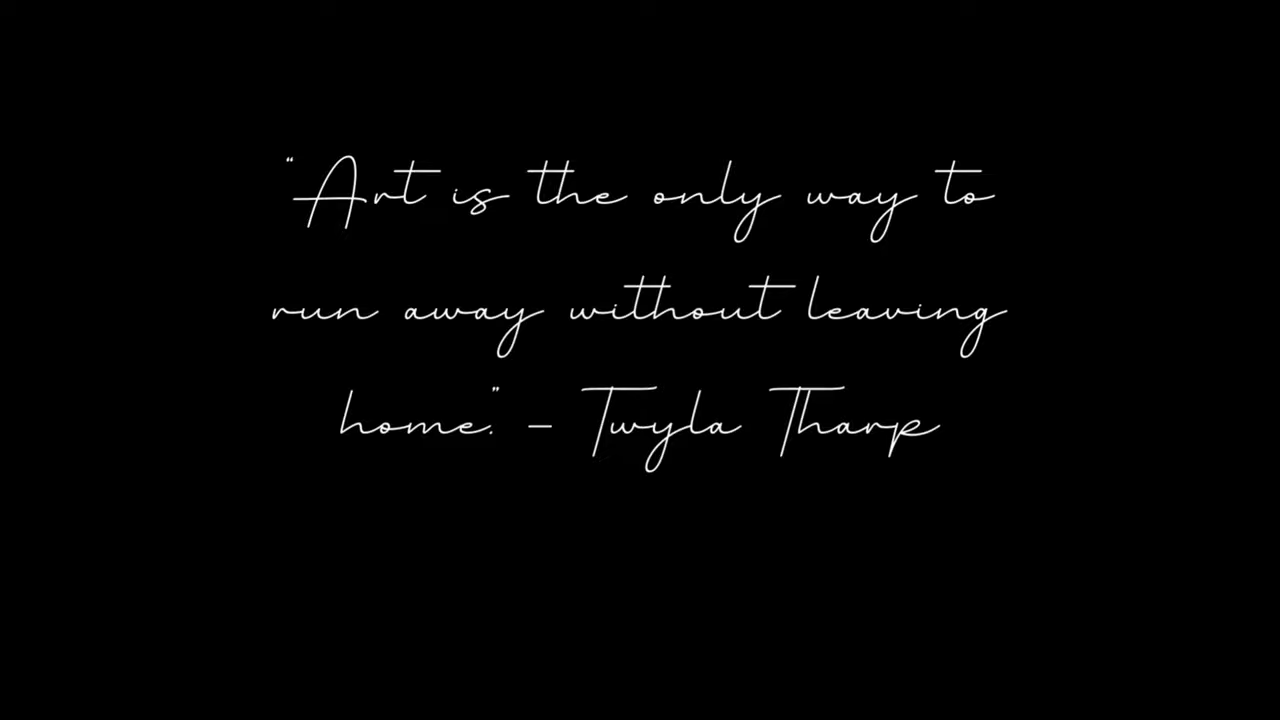 "Art is the only way to
run away without leaving
home." - Twyla Tharp